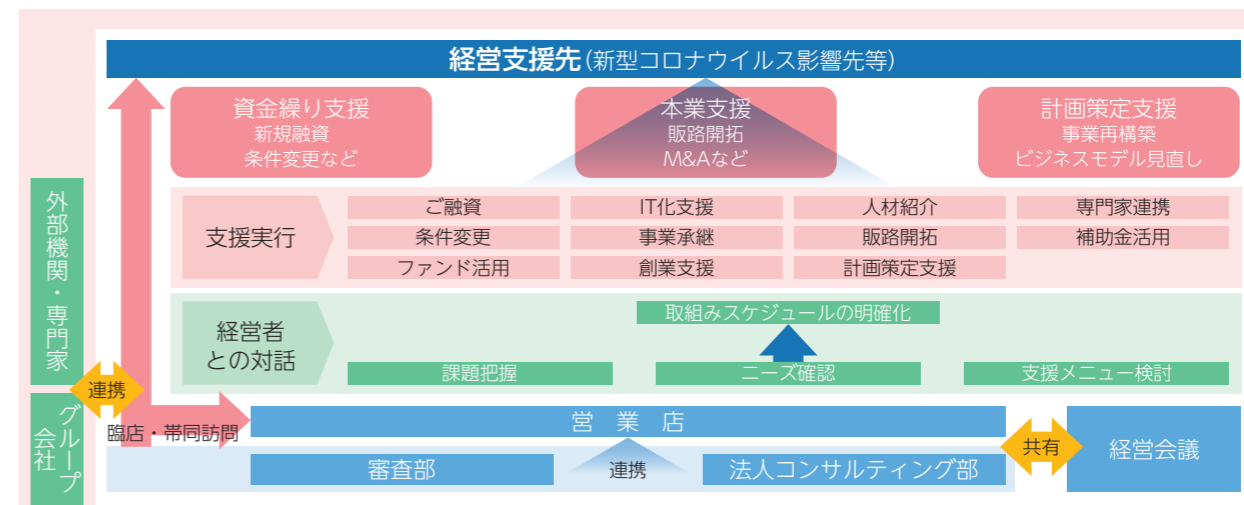 経営支援先(新型コロナウイルス影響先等)
資金繰り支援
新規融資
条件変更など
本業支援
販路開拓
M&Aなど
計画策定支援
事業再構築
ビジネスモデル見直し
支援実行
ご融資
IT化支援
人材紹介
専門家連携
条件変更
事業承継
販路開拓
補助金活用
ファンド活用
創業支援
計画策定支援
経営者
との対話
取組みスケジュールの明確化
課題把握
ニーズ確認
支援メニュー検討
外部機関・専門家
連携
グループ
会社
臨店・帯同訪問
営業店
審査部
連携
法人コンサルティング部
共有
経営会議